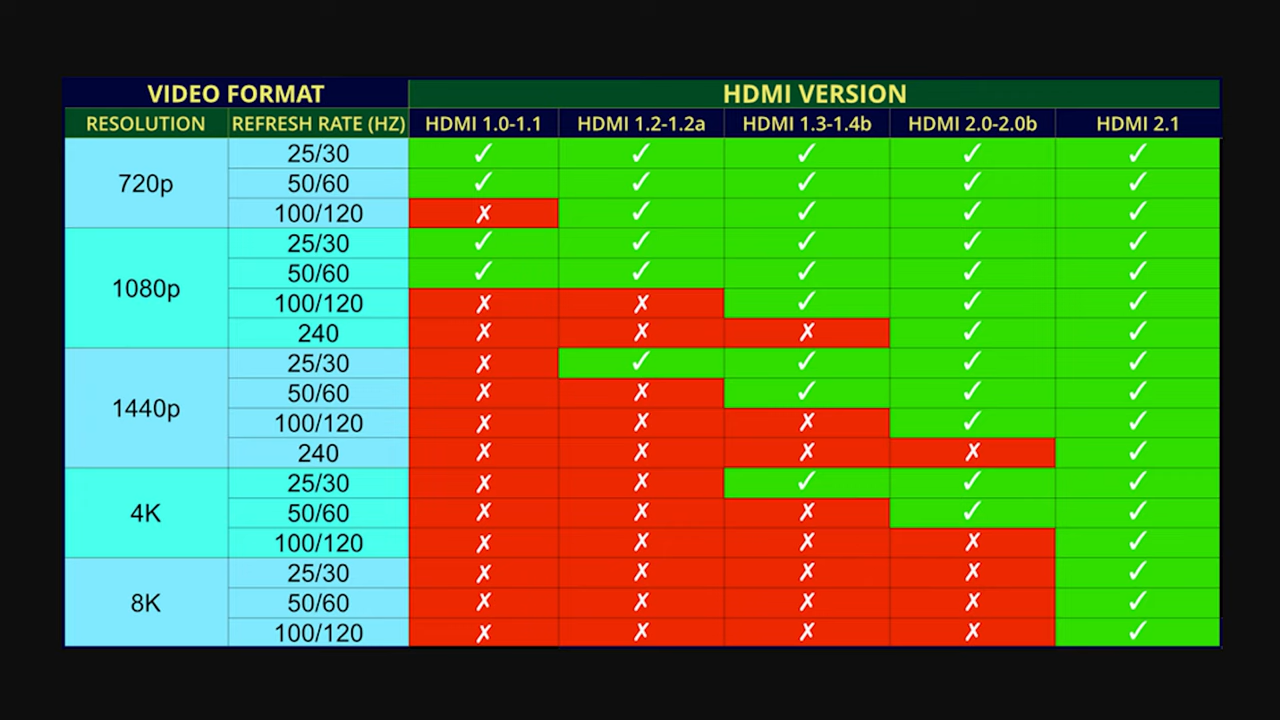 VIDEO FORMAT HDMI VERSION
RESOLUTION REFRESH RATE (HZ) HDMI 1.0-1.1 HDMI 1.2-1.2a HDMI 1.3-1.4b HDMI 2.0-2.0b HDMI 2.1
720p 25/30 ✓ ✓ ✓ ✓ ✓
50/60 ✓ ✓ ✓ ✓ ✓
100/120 ✗ ✓ ✓ ✓ ✓
1080p 25/30 ✓ ✓ ✓ ✓ ✓
50/60 ✓ ✓ ✓ ✓ ✓
100/120 ✗ ✗ ✓ ✓ ✓
240 ✗ ✗ ✗ ✓ ✓
1440p 25/30 ✗ ✓ ✓ ✓ ✓
50/60 ✗ ✗ ✓ ✓ ✓
100/120 ✗ ✗ ✗ ✓ ✓
240 ✗ ✗ ✗ ✗ ✓
4K 25/30 ✗ ✗ ✓ ✓ ✓
50/60 ✗ ✗ ✗ ✓ ✓
100/120 ✗ ✗ ✗ ✗ ✓
8K 25/30 ✗ ✗ ✗ ✗ ✓
50/60 ✗ ✗ ✗ ✗ ✓
100/120 ✗ ✗ ✗ ✗ ✓